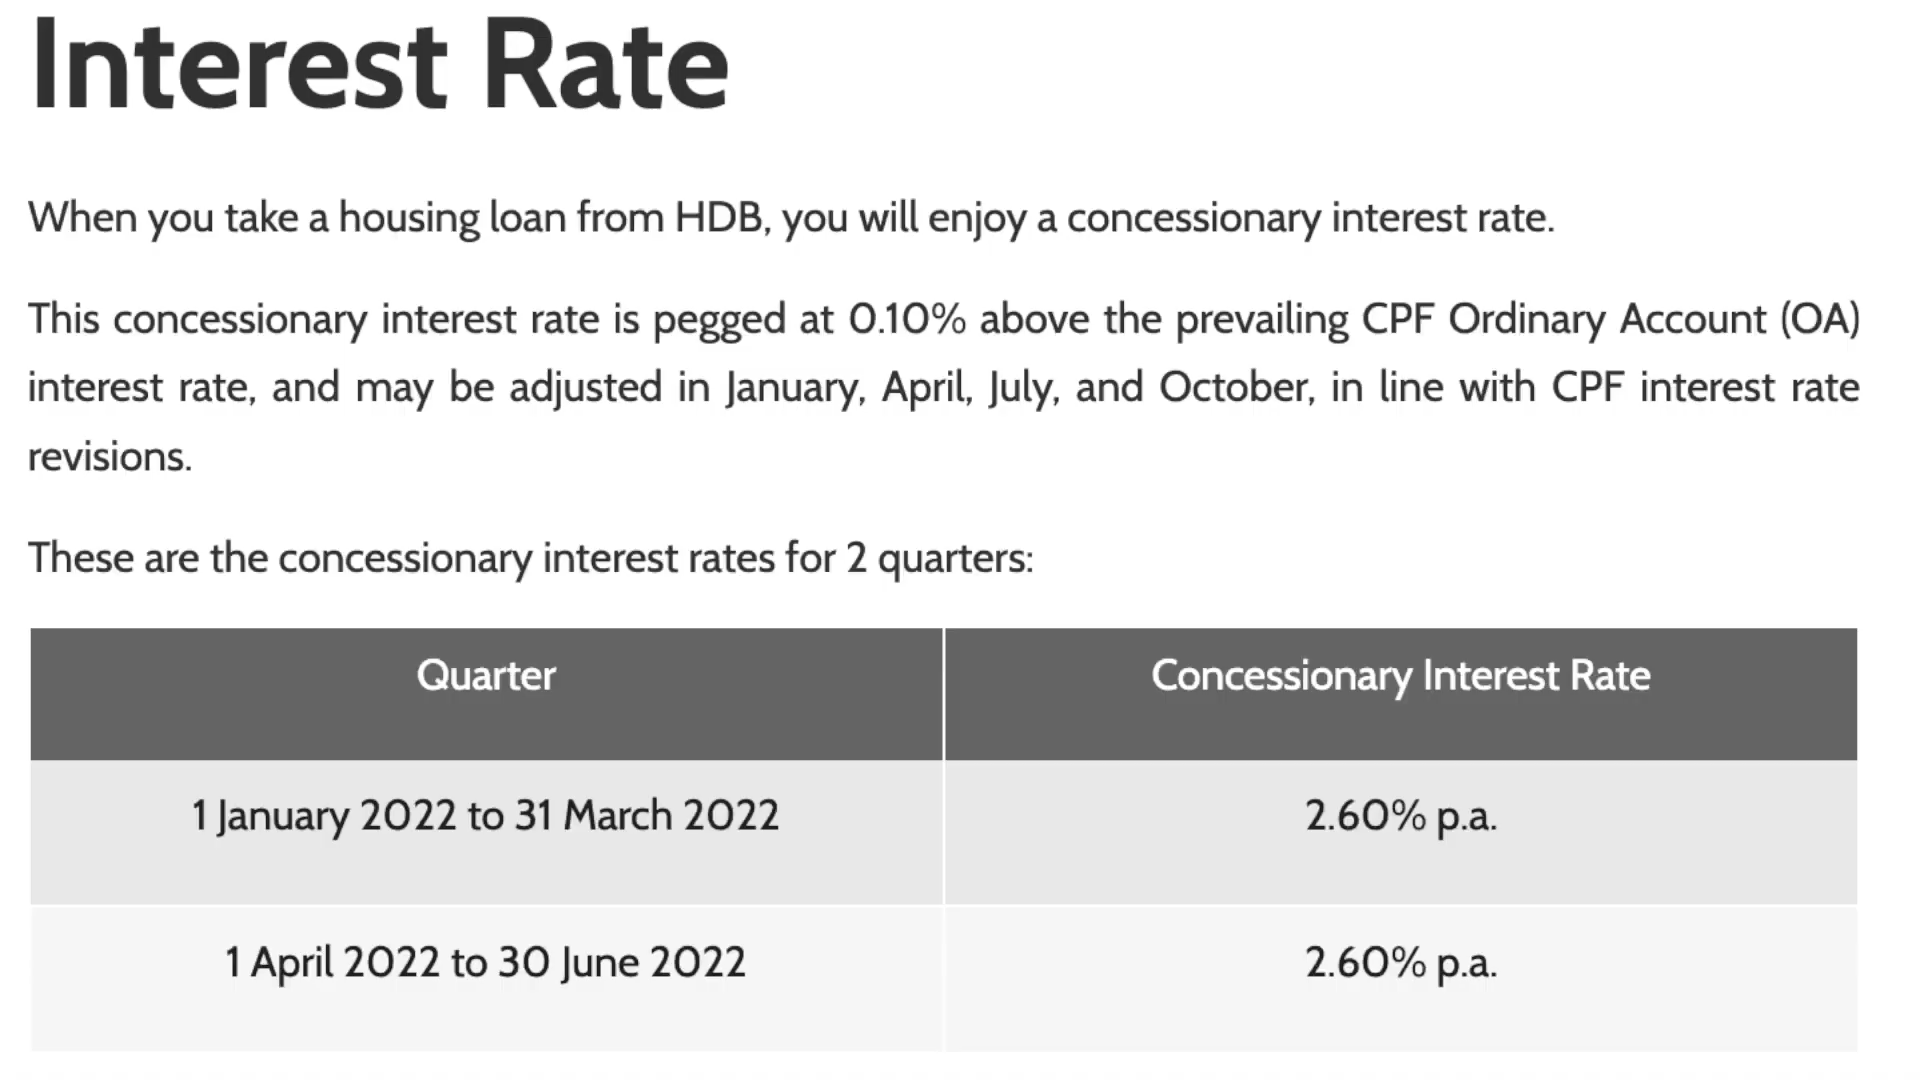 Interest Rate
When you take a housing loan from HDB, you will enjoy a concessionary interest rate.
This concessionary interest rate is pegged at 0.10% above the prevailing CPF Ordinary Account (OA)
interest rate, and may be adjusted in January, April, July, and October, in line with CPF interest rate
revisions.
These are the concessionary interest rates for 2 quarters:
Quarter Concessionary Interest Rate
1 January 2022 to 31 March 2022 2.60% p.a.
1 April 2022 to 30 June 2022 2.60% p.a.